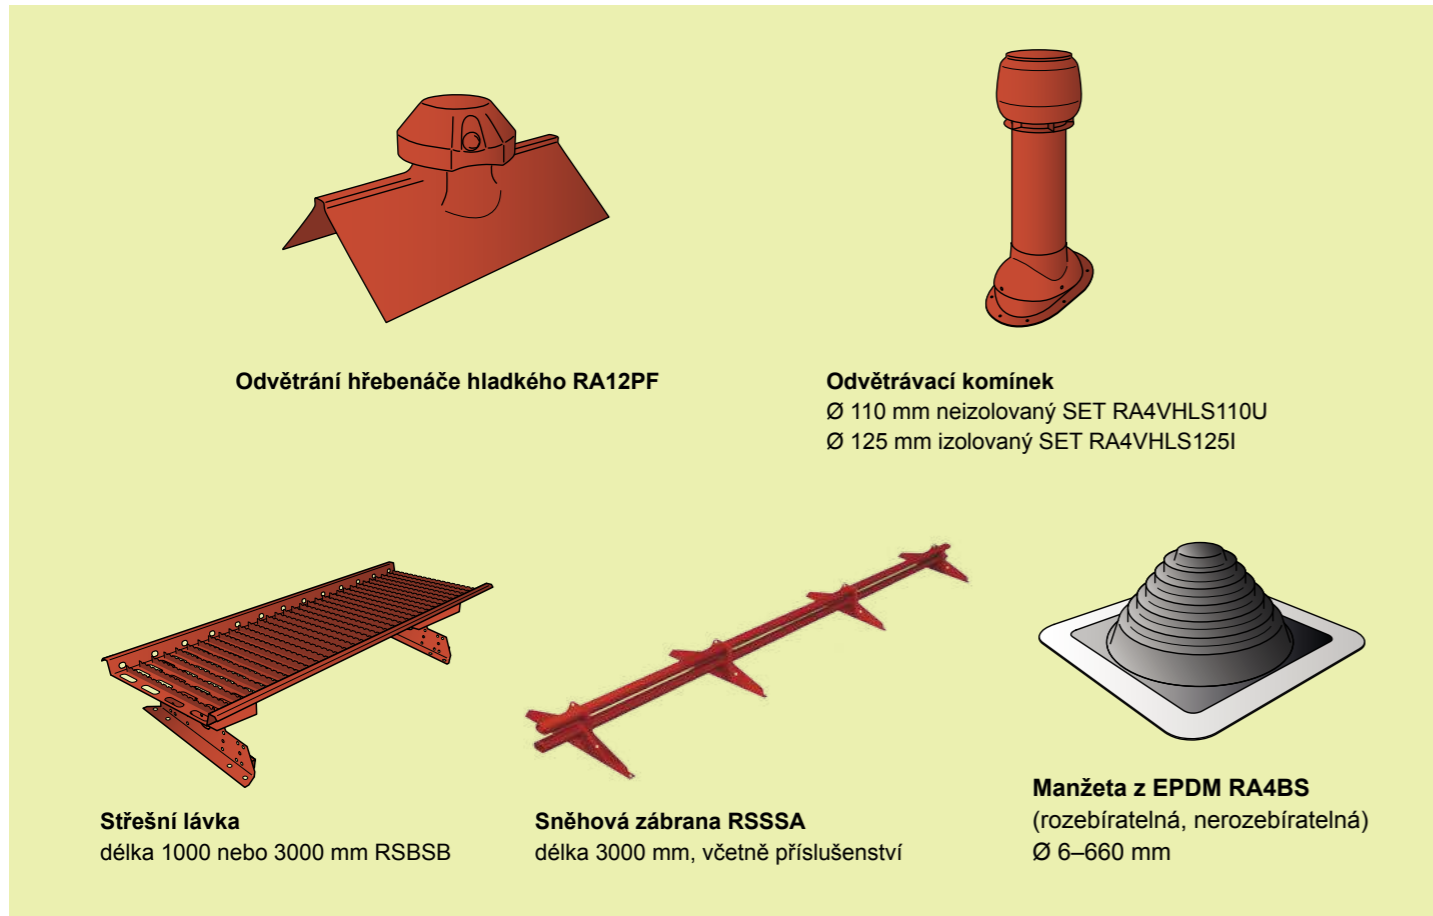 Odvětrání hřebenáče hladkého RA12PF
Odvětrávací komínek
Ø 110 mm neizolovaný SET RA4VHLS110U
Ø 125 mm izolovaný SET RA4VHLS125I
Střešní lávka
délka 1000 nebo 3000 mm RSBSB
Sněhová zábrana RSSSA
délka 3000 mm, včetně příslušenství
Manžeta z EPDM RA4BS
(rozebíratelná, nerozebíratelná)
Ø 6–660 mm